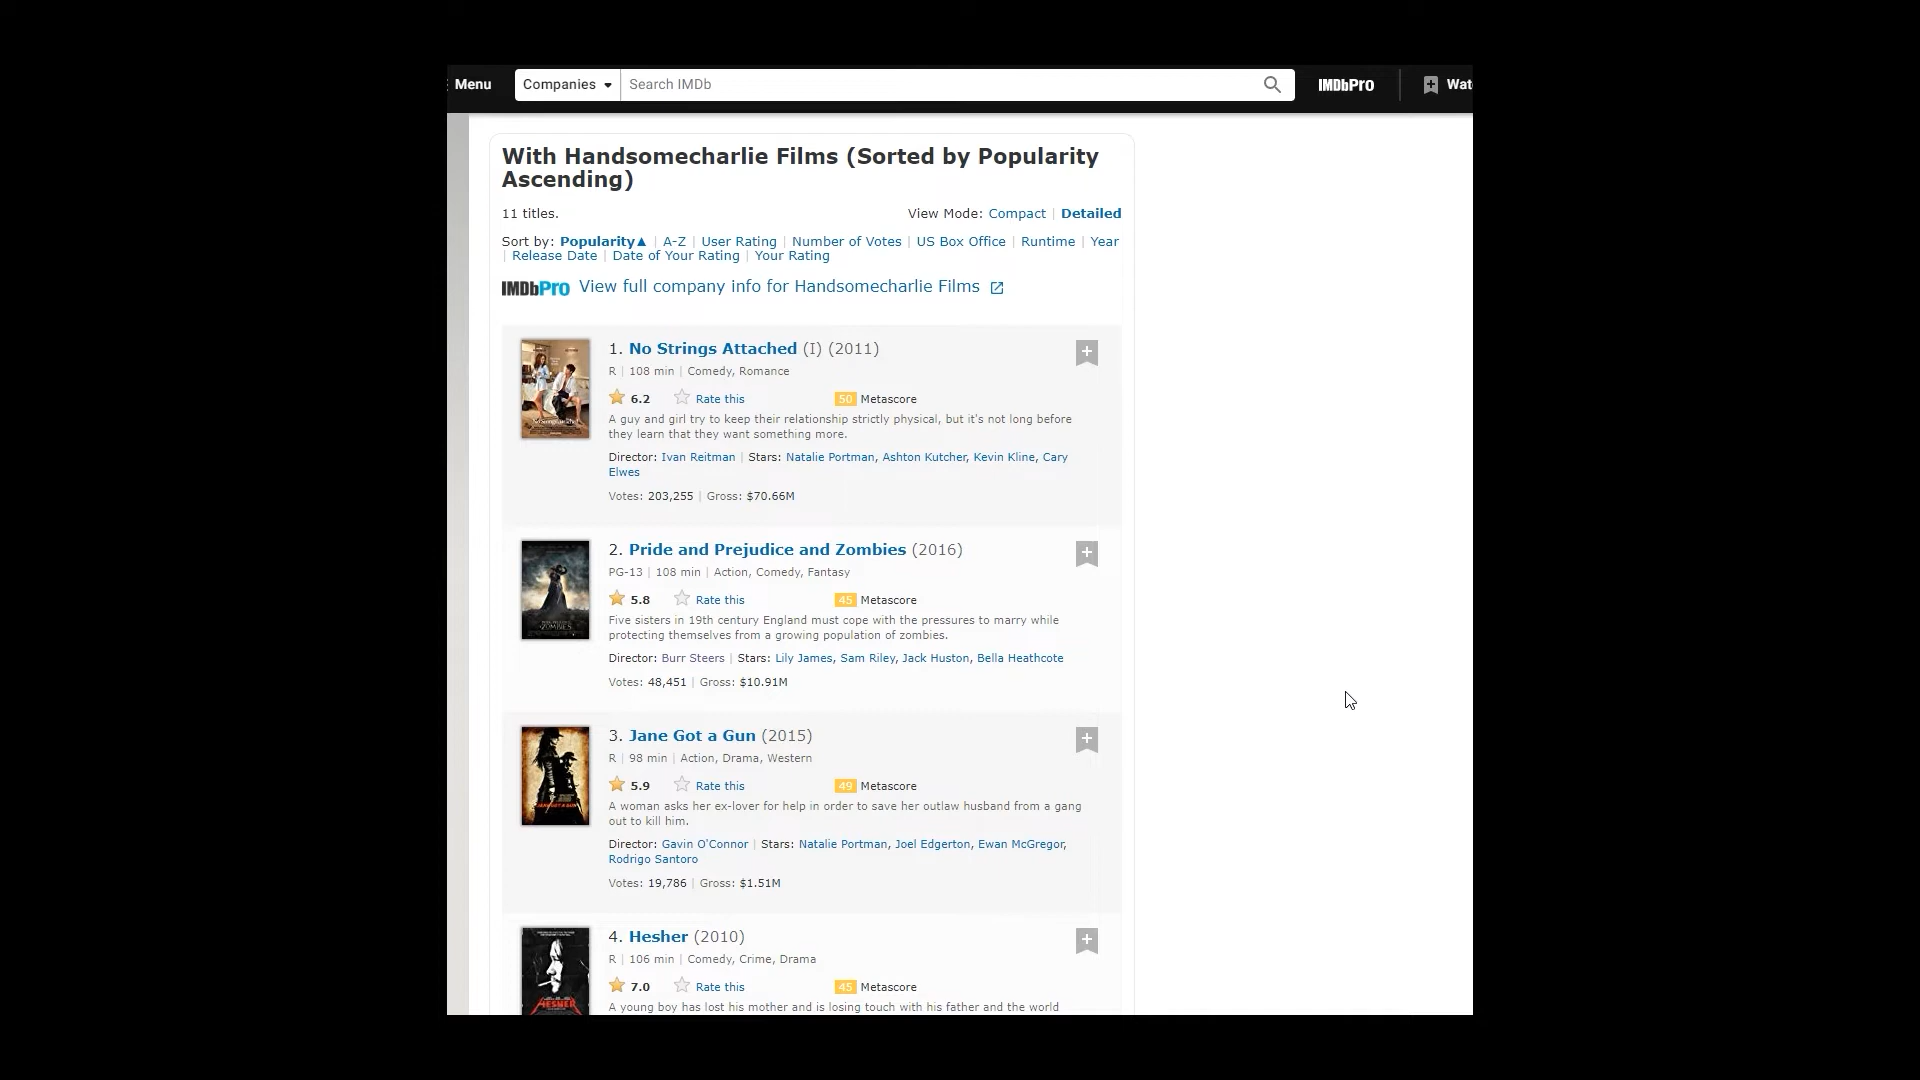 Menu Companies Search IMDb IMDbPro Wat
With Handsomecharlie Films (Sorted by Popularity
Ascending)
11 titles. View Mode: Compact | Detailed
Sort by: Popularity▲ | A-Z | User Rating | Number of Votes | US Box Office | Runtime | Year
| Release Date | Date of Your Rating | Your Rating
IMDbPro View full company info for Handsomecharlie Films
1. No Strings Attached (I) (2011)
R | 108 min | Comedy, Romance
6.2 Rate this 50 Metascore
A guy and girl try to keep their relationship strictly physical, but it's not long before
they learn that they want something more.
Director: Ivan Reitman | Stars: Natalie Portman, Ashton Kutcher, Kevin Kline, Cary
Elwes
Votes: 203,255 | Gross: $70.66M
2. Pride and Prejudice and Zombies (2016)
PG-13 | 108 min | Action, Comedy, Fantasy
5.8 Rate this 45 Metascore
Five sisters in 19th century England must cope with the pressures to marry while
protecting themselves from a growing population of zombies.
Director: Burr Steers | Stars: Lily James, Sam Riley, Jack Huston, Bella Heathcote
Votes: 48,451 | Gross: $10.91M
3. Jane Got a Gun (2015)
R | 98 min | Action, Drama, Western
5.9 Rate this 49 Metascore
A woman asks her ex-lover for help in order to save her outlaw husband from a gang
out to kill him.
Director: Gavin O'Connor | Stars: Natalie Portman, Joel Edgerton, Ewan McGregor,
Rodrigo Santoro
Votes: 19,786 | Gross: $1.51M
4. Hesher (2010)
R | 106 min | Comedy, Crime, Drama
7.0 Rate this 45 Metascore
HESHER
A young boy has lost his mother and is losing touch with his father and the world